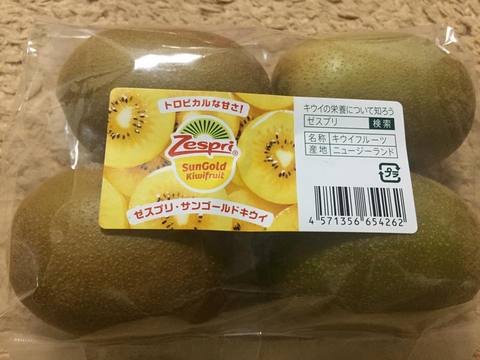 トロピカルな甘さ!
Zespri®
SunGold
Kiwifruit
ゼスプリ・サンゴールドキウイ
キウイの栄養について知ろう
ゼスプリ 検索
名称 キウイフルーツ
産地 ニュージーランド
プラ
4 571356 654262